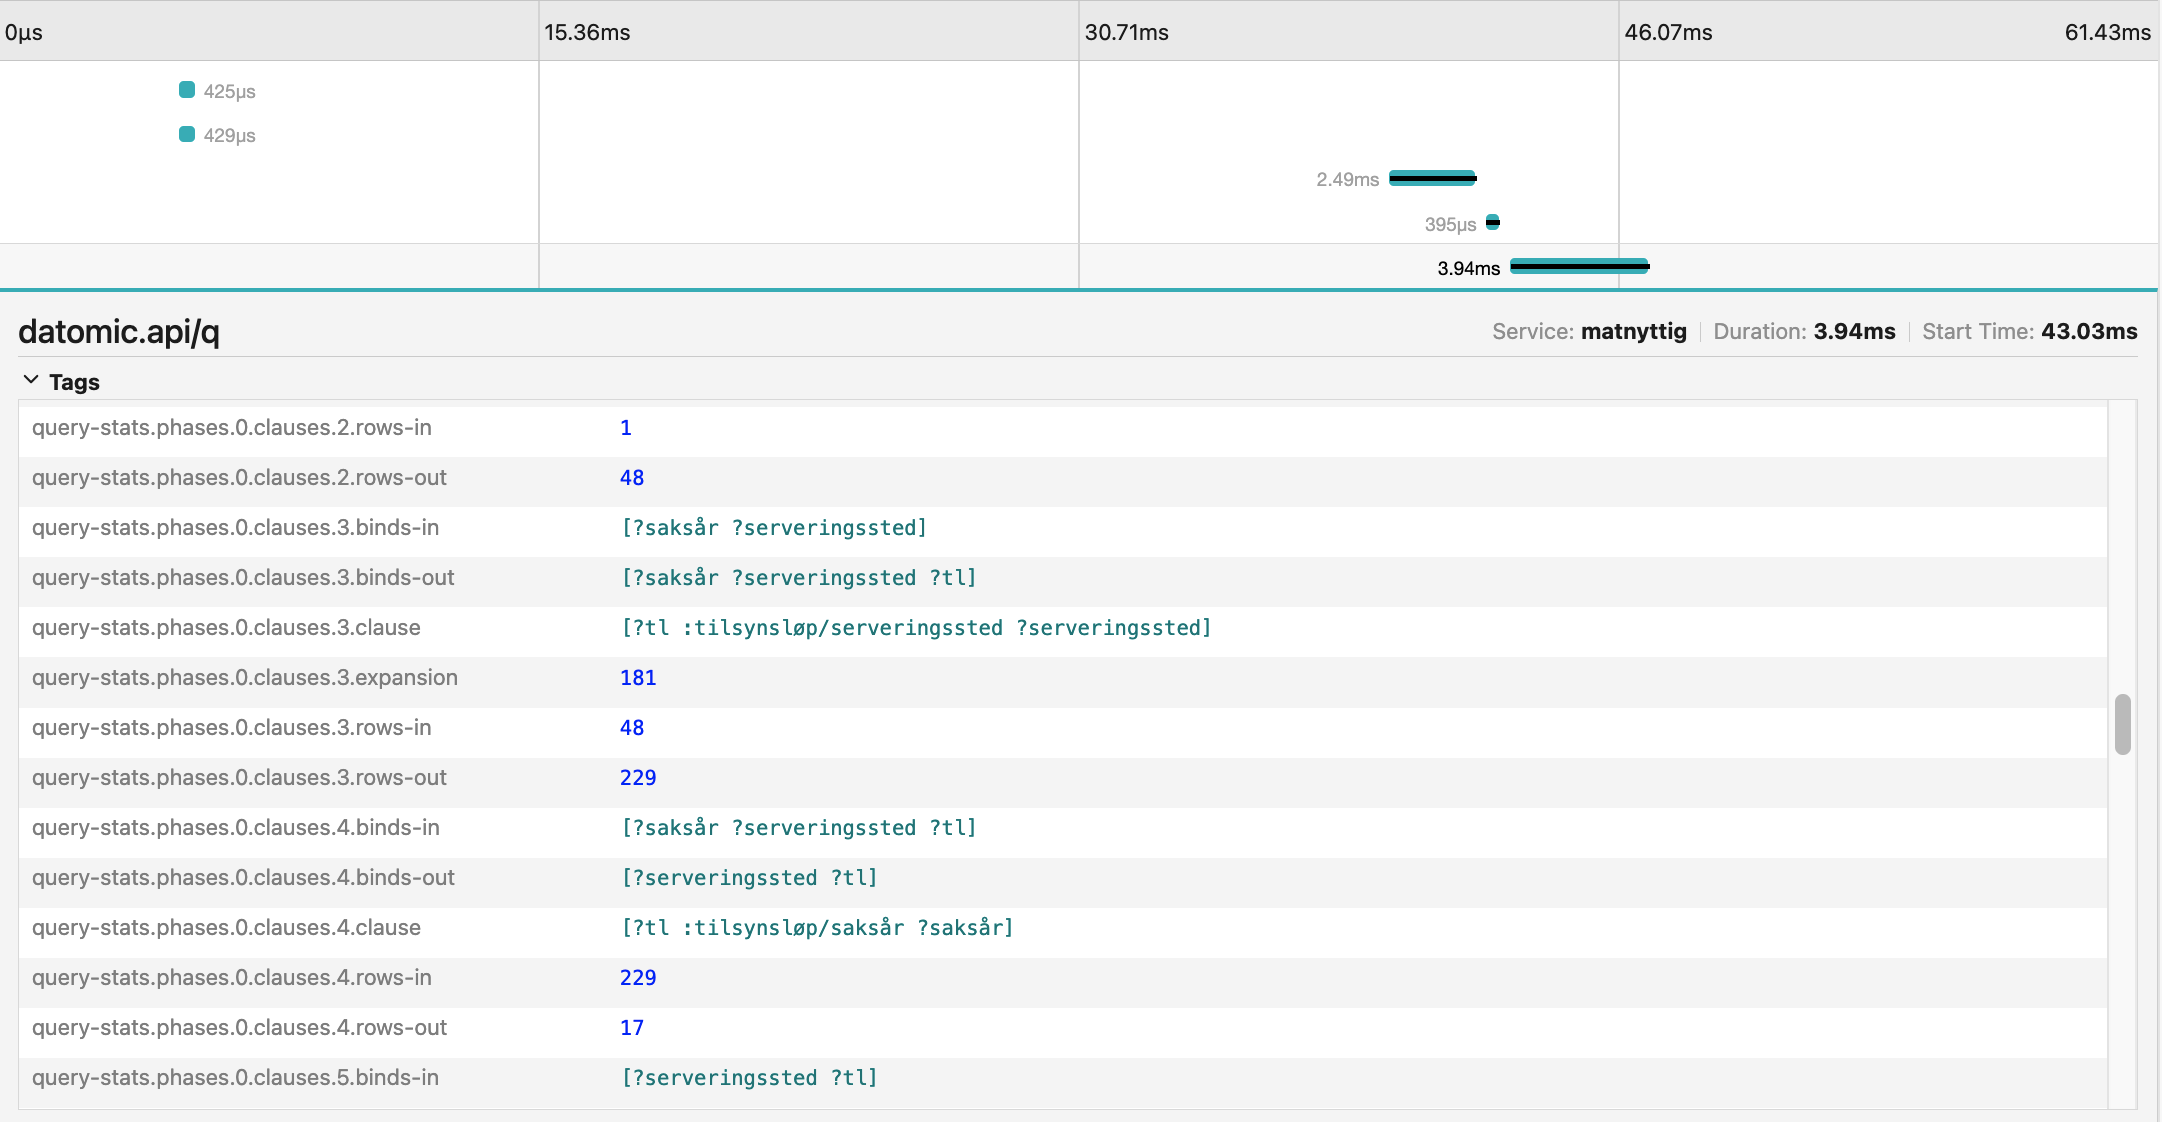 0μs 15.36ms 30.71ms 46.07ms 61.43ms
425μs
429μs
2.49ms
395μs
3.94ms
datomic.api/q Service: matnyttig Duration: 3.94ms Start Time: 43.03ms
Tags
query-stats.phases.0.clauses.2.rows-in 1
query-stats.phases.0.clauses.2.rows-out 48
query-stats.phases.0.clauses.3.binds-in [?saksår ?serveringssted]
query-stats.phases.0.clauses.3.binds-out [?saksår ?serveringssted ?tl]
query-stats.phases.0.clauses.3.clause [?tl :tilsynsløp/serveringssted ?serveringssted]
query-stats.phases.0.clauses.3.expansion 181
query-stats.phases.0.clauses.3.rows-in 48
query-stats.phases.0.clauses.3.rows-out 229
query-stats.phases.0.clauses.4.binds-in [?saksår ?serveringssted ?tl]
query-stats.phases.0.clauses.4.binds-out [?serveringssted ?tl]
query-stats.phases.0.clauses.4.clause [?tl :tilsynsløp/saksår ?saksår]
query-stats.phases.0.clauses.4.rows-in 229
query-stats.phases.0.clauses.4.rows-out 17
query-stats.phases.0.clauses.5.binds-in [?serveringssted ?tl]